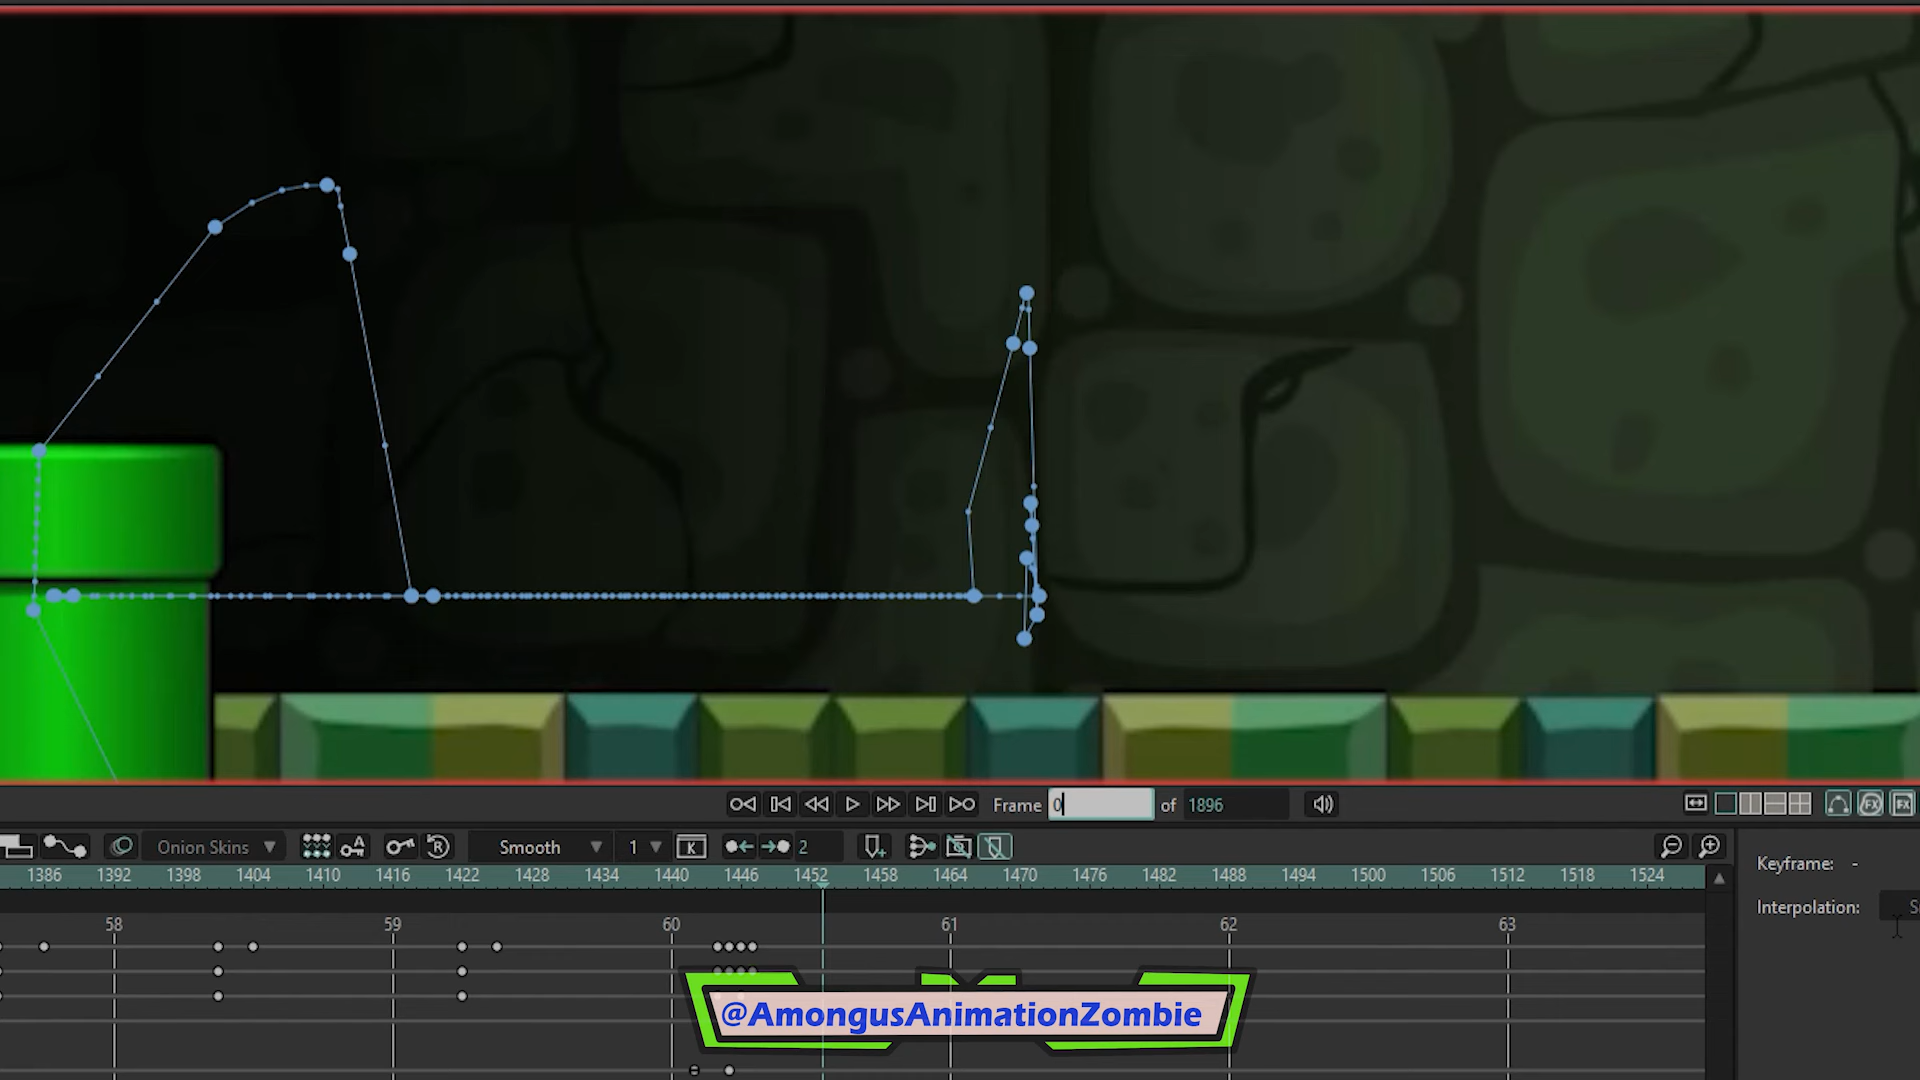 Frame 0 of 1896
Onion Skins Smooth 1 K 2
1386 1392 1398 1404 1410 1416 1422 1428 1434 1440 1446 1452 1458 1464 1470 1476 1482 1488 1494 1500 1506 1512 1518 1524
Keyframe: -
Interpolation:
58 59 60 61 62 63
@AmongusAnimationZombie